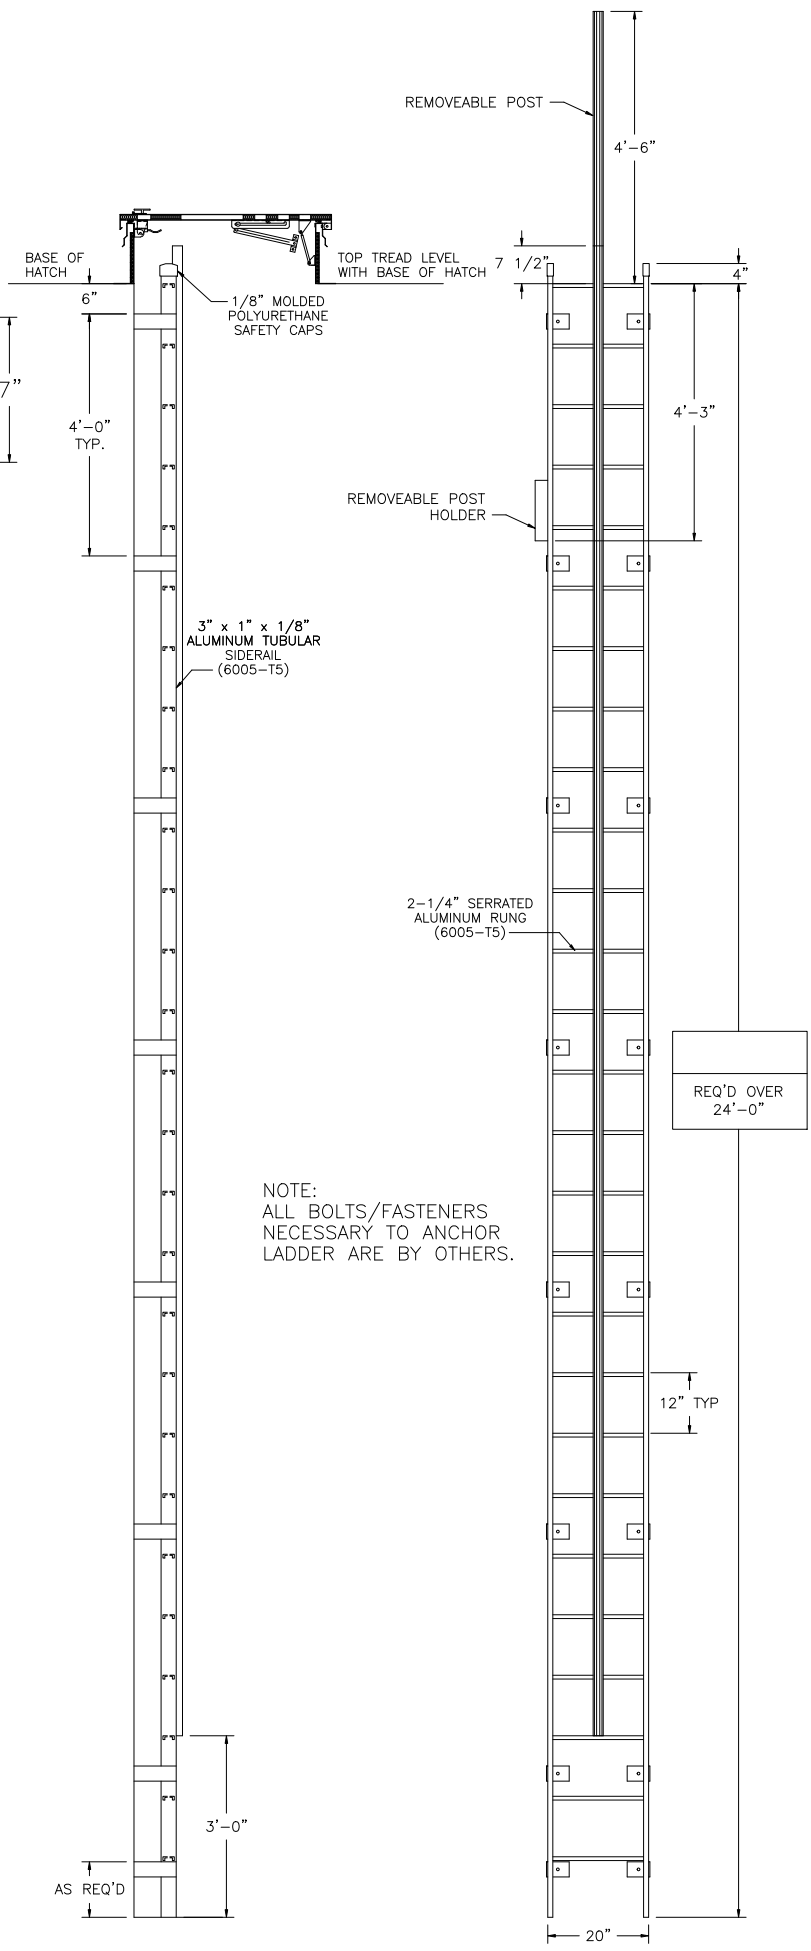 REMOVEABLE POST
4'-6"
BASE OF
HATCH
TOP TREAD LEVEL
WITH BASE OF HATCH
7 1/2"
4"
6"
1/8" MOLDED
POLYURETHANE
SAFETY CAPS
7"
4'-0"
TYP.
4'-3"
REMOVEABLE POST
HOLDER
3" x 1" x 1/8"
ALUMINUM TUBULAR
SIDERAIL
(6005-T5)
2-1/4" SERRATED
ALUMINUM RUNG
(6005-T5)
REQ'D OVER
24'-0"
NOTE:
ALL BOLTS/FASTENERS
NECESSARY TO ANCHOR
LADDER ARE BY OTHERS.
12" TYP
3'-0"
AS REQ'D
20"